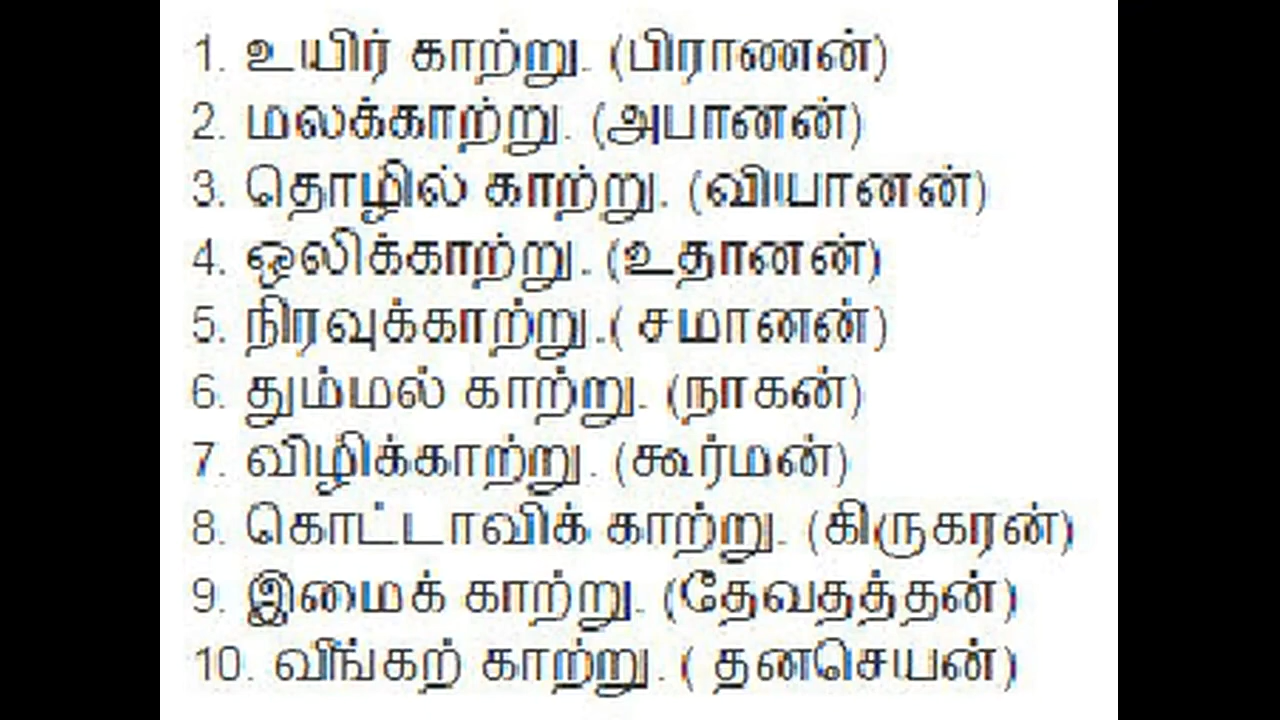 1. உயிர் காற்று. (பிராணன்)
2. மலக்காற்று. (அபானன்)
3. தொழில் காற்று. (வியானன்)
4. ஒலிக்காற்று. (உதானன்)
5. நிரவுக்காற்று.( சமானன்)
6. தும்மல் காற்று. (நாகன்)
7. விழிக்காற்று. (கூர்மன்)
8. கொட்டாவிக் காற்று. (கிருகரன்)
9. இமைக் காற்று. (தேவதத்தன்)
10. வீங்கற் காற்று. ( தனசெயன்)